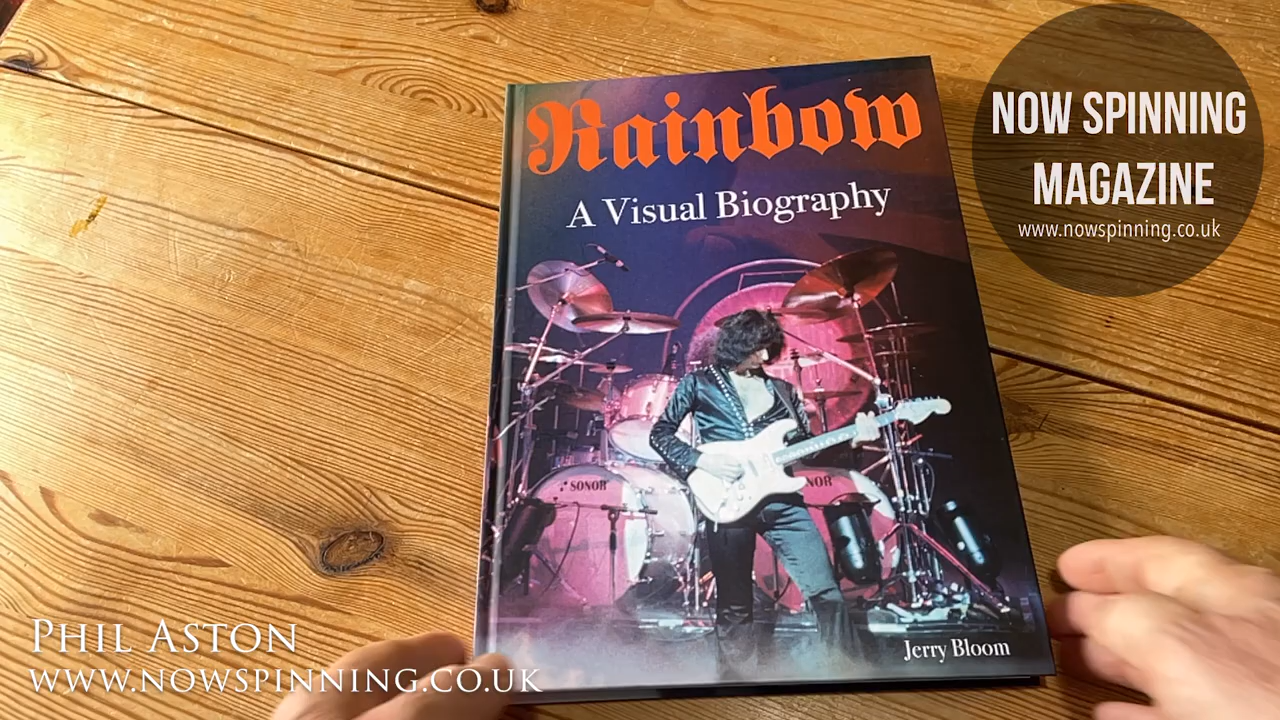 Rainbow
A Visual Biography
SONOR
NOR
Jerry Bloom
NOW SPINNING
MAGAZINE
www.nowspinning.co.uk
PHIL ASTON
WWW.NOWSPINNING.CO.UK